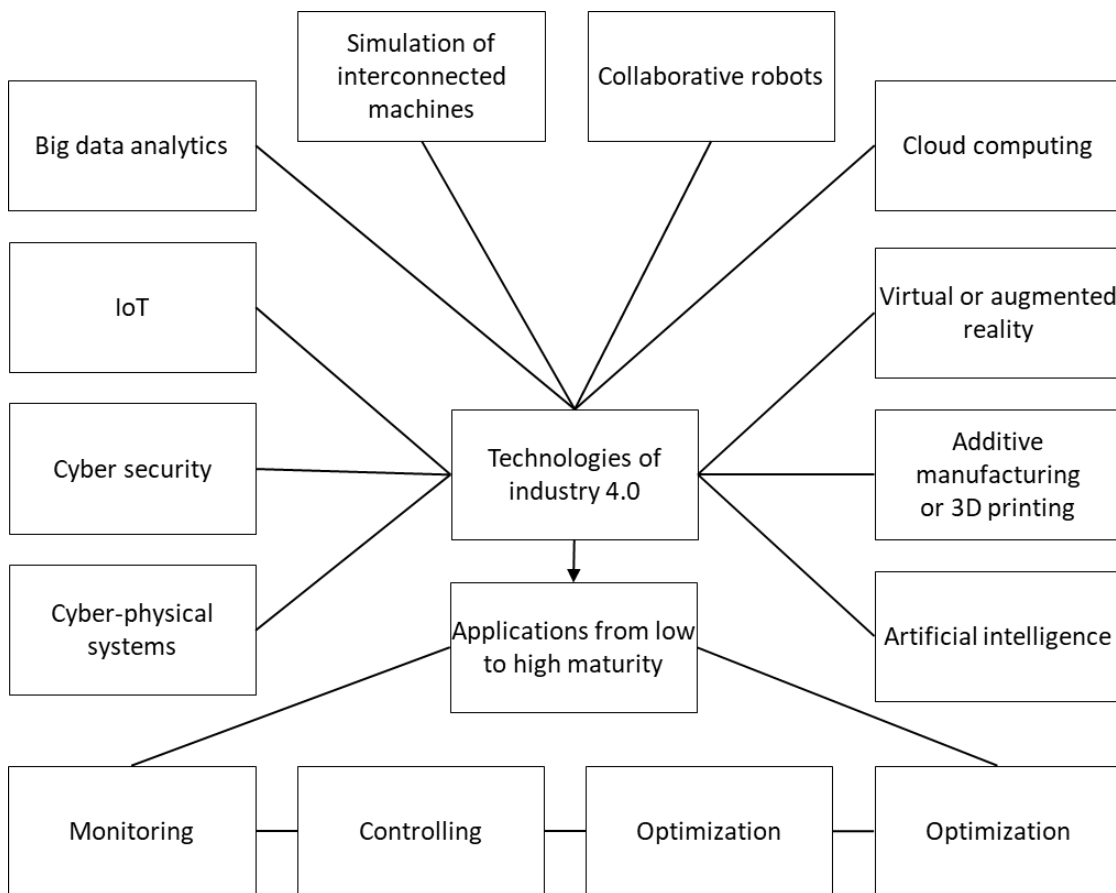 Simulation of
interconnected
machines
Collaborative robots
Big data analytics
Cloud computing
IoT
Virtual or augmented
reality
Cyber security
Technologies of
industry 4.0
Additive
manufacturing
or 3D printing
Cyber-physical
systems
Applications from low
to high maturity
Artificial intelligence
Monitoring
Controlling
Optimization
Optimization